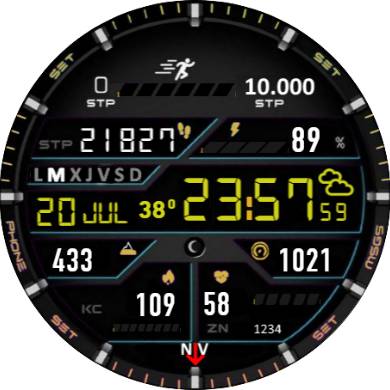 SET SET
0 10.000
STP STP
STP 21827 89 %
LMXJVSD
20 JUL 38° 23:57 59
PHONE MSGS
433 1021
KC 109 58
ZN 1234
SET SET
N V